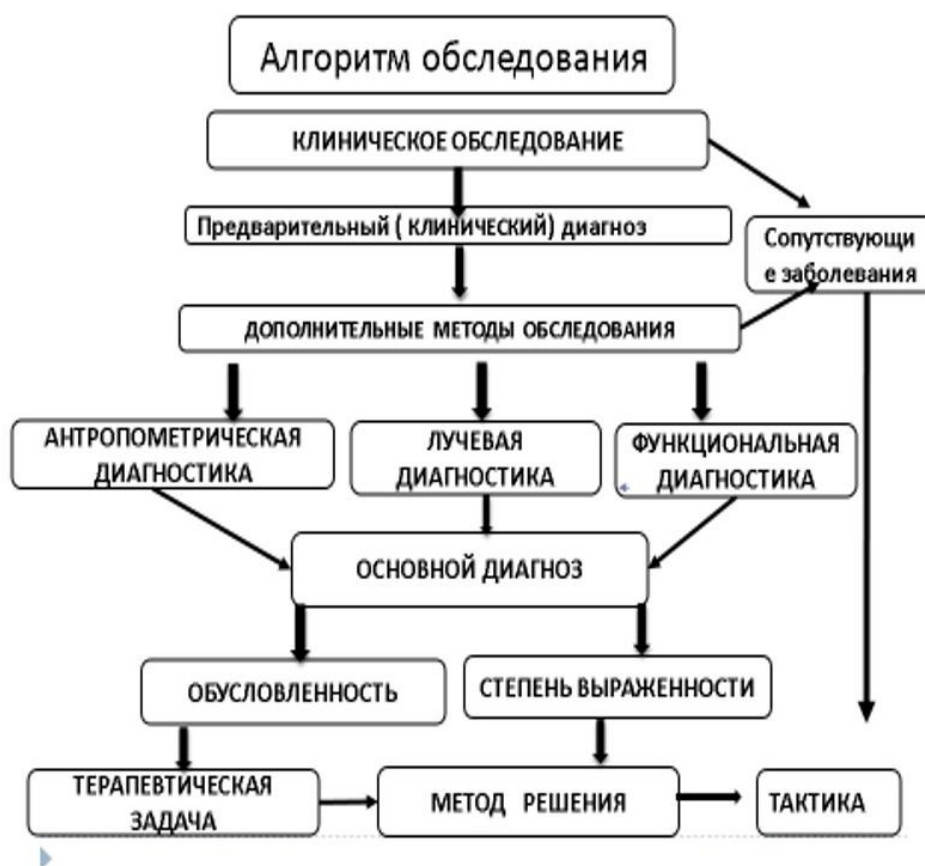 Алгоритм обследования
КЛИНИЧЕСКОЕ ОБСЛЕДОВАНИЕ
Предварительный ( КЛИНИЧЕСКИЙ) диагноз
Сопутствующи
е заболевания
ДОПОЛНИТЕЛЬНЫЕ МЕТОДЫ ОБСЛЕДОВАНИЯ
АНТРОПОМЕТРИЧЕСКАЯ
ДИАГНОСТИКА
ЛУЧЕВАЯ
ДИАГНОСТИКА
ФУНКЦИОНАЛЬНАЯ
ДИАГНОСТИКА
ОСНОВНОЙ ДИАГНОЗ
ОБУСЛОВЛЕННОСТЬ
СТЕПЕНЬ ВЫРАЖЕННОСТИ
ТЕРАПЕВТИЧЕСКАЯ
ЗАДАЧА
МЕТОД РЕШЕНИЯ
ТАКТИКА